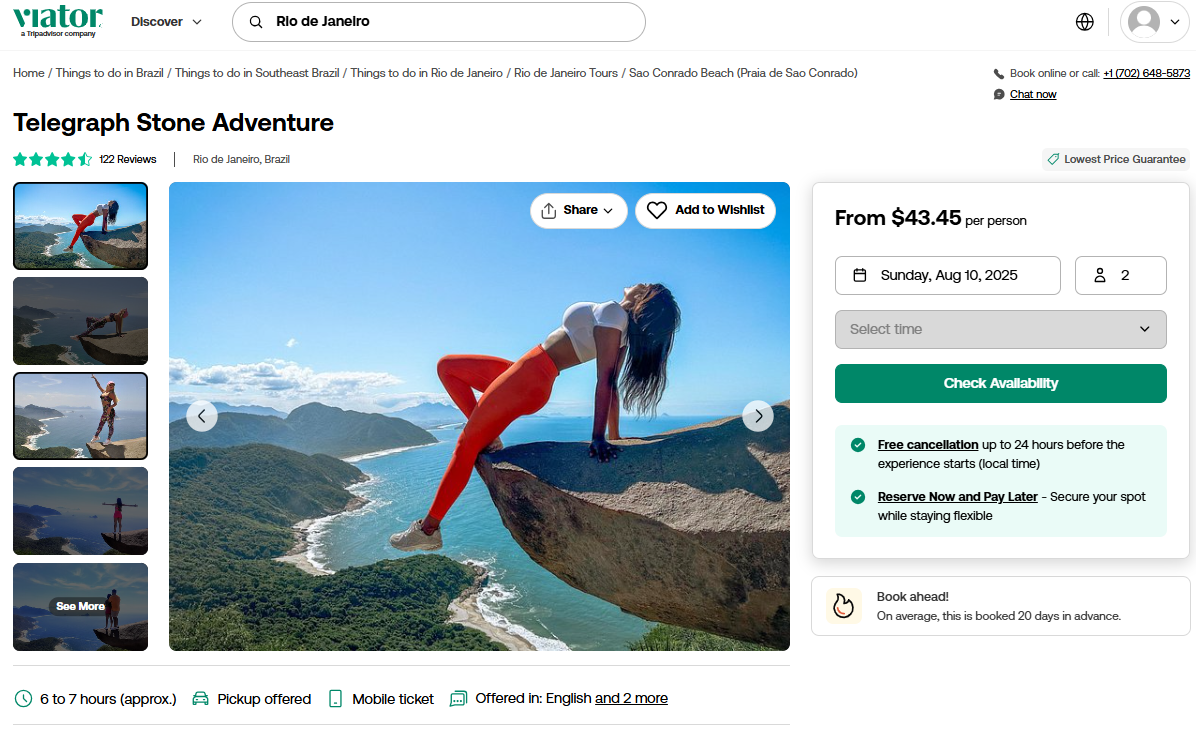 viator
a Tripadvisor company
Discover
Rio de Janeiro
Home / Things to do in Brazil / Things to do in Southeast Brazil / Things to do in Rio de Janeiro / Rio de Janeiro Tours / Sao Conrado Beach (Praia de Sao Conrado)
Book online or call: +1 (702) 648-5873
Chat now
Telegraph Stone Adventure
122 Reviews
Rio de Janeiro, Brazil
Lowest Price Guarantee
Share
Add to Wishlist
See More
From $43.45 per person
Sunday, Aug 10, 2025
2
Select time
Check Availability
Free cancellation up to 24 hours before the
experience starts (local time)
Reserve Now and Pay Later - Secure your spot
while staying flexible
Book ahead!
On average, this is booked 20 days in advance.
6 to 7 hours (approx.)
Pickup offered
Mobile ticket
Offered in: English and 2 more